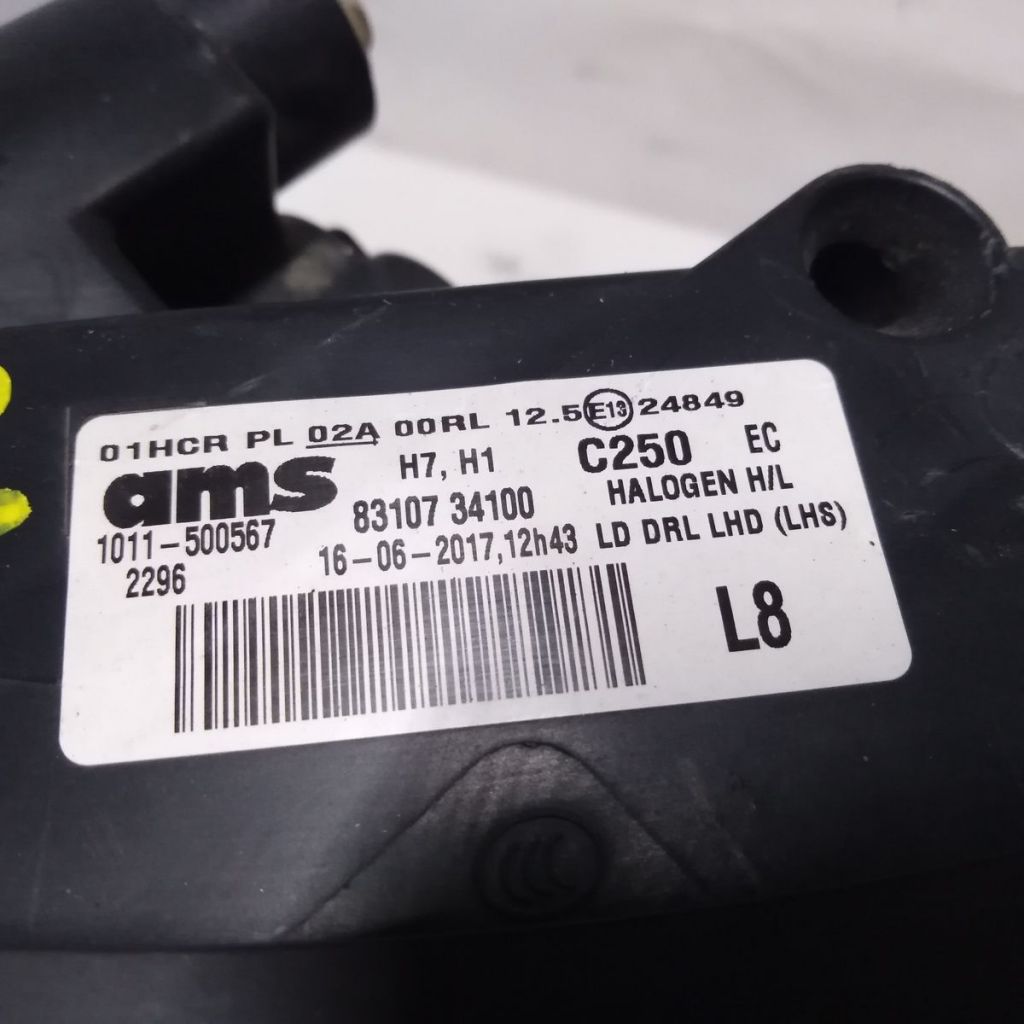 01HCR PL 02A 00RL 12.5 E13 24849
ams H7, H1 C250 EC
83107 34100 HALOGEN H/L
1011-500567 16-06-2017,12h43 LD DRL LHD (LHS)
2296
L8
CCC